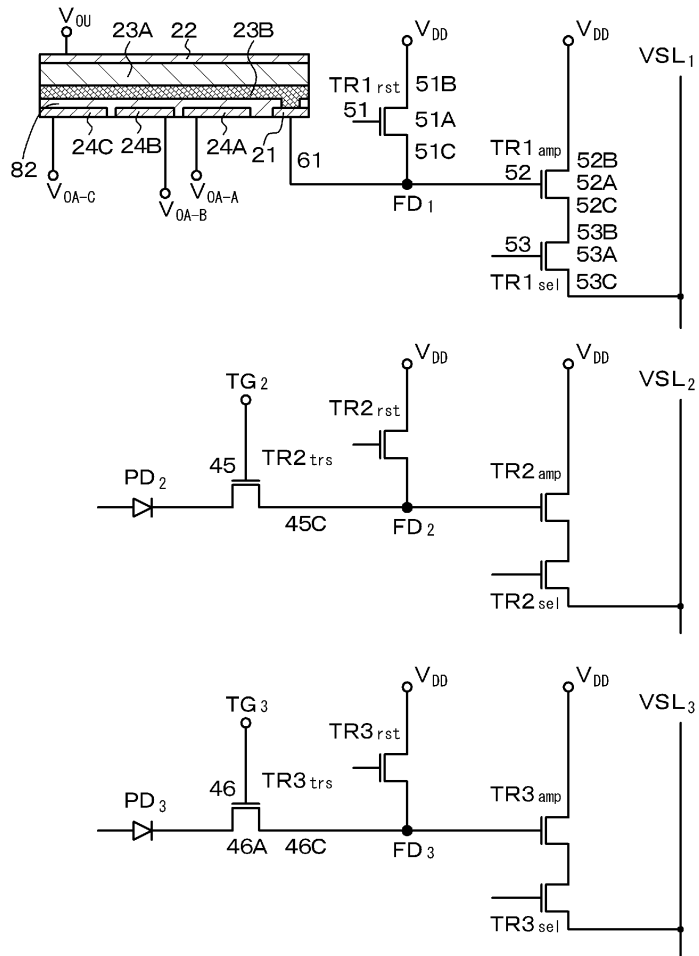 V_OU
23A 22 23B
V_DD
V_DD
VSL_1
TR1_rst
51B
51
51A
51C
82
24C 24B 24A 21 61
V_OA-C
V_OA-B
V_OA-A
FD_1
TR1_amp
52
52B
52A
52C
53B
53
53A
TR1_sel
53C
V_DD
V_DD
VSL_2
TG_2
TR2_rst
45
TR2_trs
PD_2
45C
FD_2
TR2_amp
TR2_sel
V_DD
V_DD
VSL_3
TG_3
TR3_rst
46
TR3_trs
PD_3
46A 46C
FD_3
TR3_amp
TR3_sel